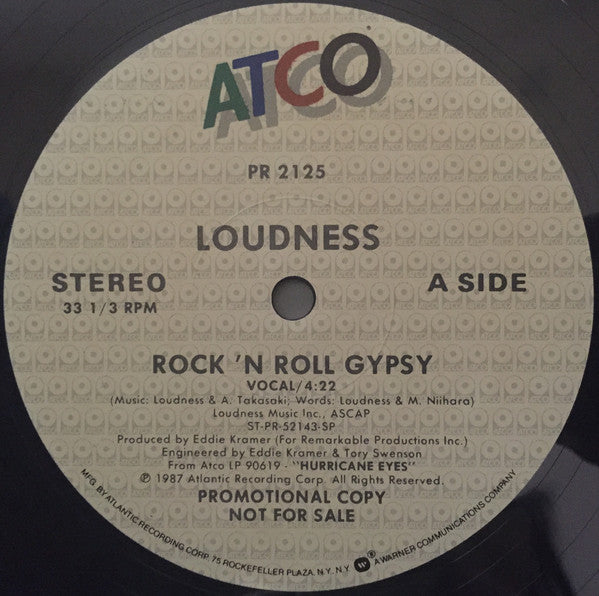 ATCO
PR 2125
LOUDNESS
STEREO
33 1/3 RPM
A SIDE
ROCK 'N ROLL GYPSY
VOCAL/4:22
(Music: Loudness & A. Takasaki; Words: Loudness & M. Niihara)
Loudness Music Inc., ASCAP
ST-PR-52143-SP
Produced by Eddie Kramer (For Remarkable Productions Inc.)
Engineered by Eddie Kramer & Tory Swenson
From Atco LP 90619 - "HURRICANE EYES"
℗ 1987 Atlantic Recording Corp. All Rights Reserved.
PROMOTIONAL COPY
NOT FOR SALE
MFG. BY ATLANTIC RECORDING CORP. 75 ROCKEFELLER PLAZA, N.Y., N.Y. ® A WARNER COMMUNICATIONS COMPANY